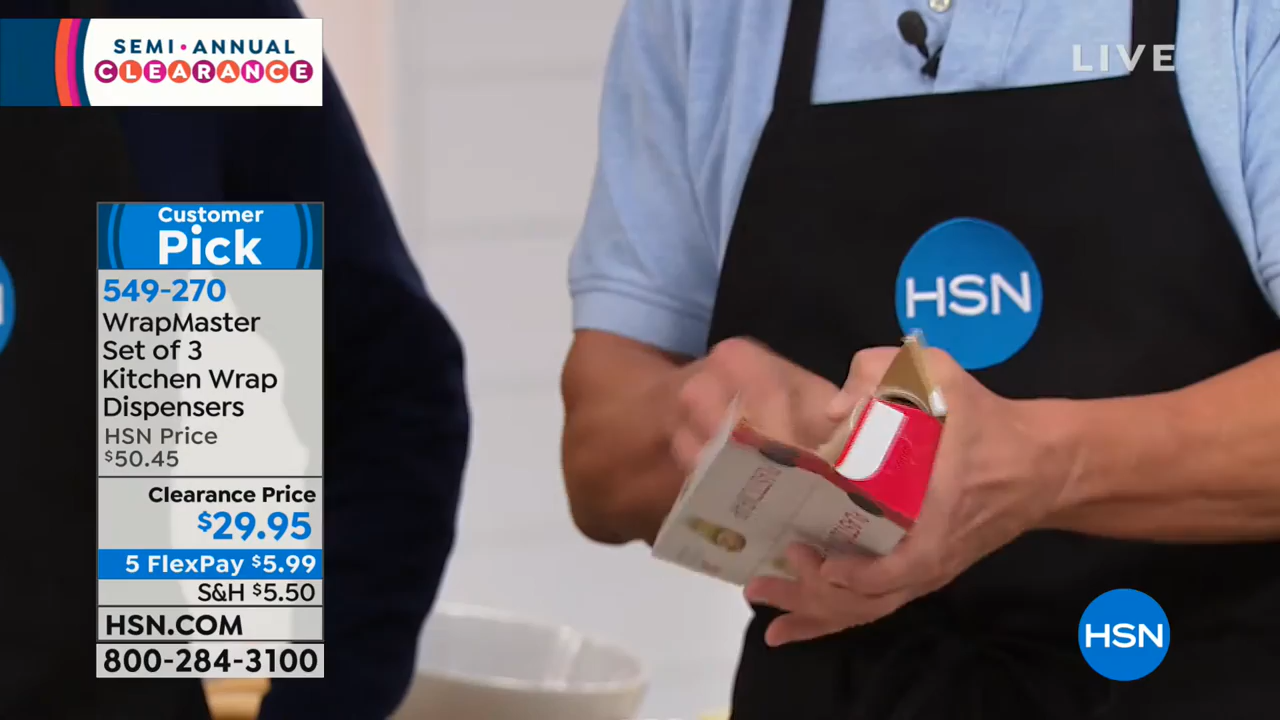 SEMI•ANNUAL
CLEARANCE
LIVE
Customer
Pick
549-270
WrapMaster
Set of 3
Kitchen Wrap
Dispensers
HSN Price
$50.45
Clearance Price
$29.95
5 FlexPay $5.99
S&H $5.50
HSN.COM
800-284-3100
HSN
HSN